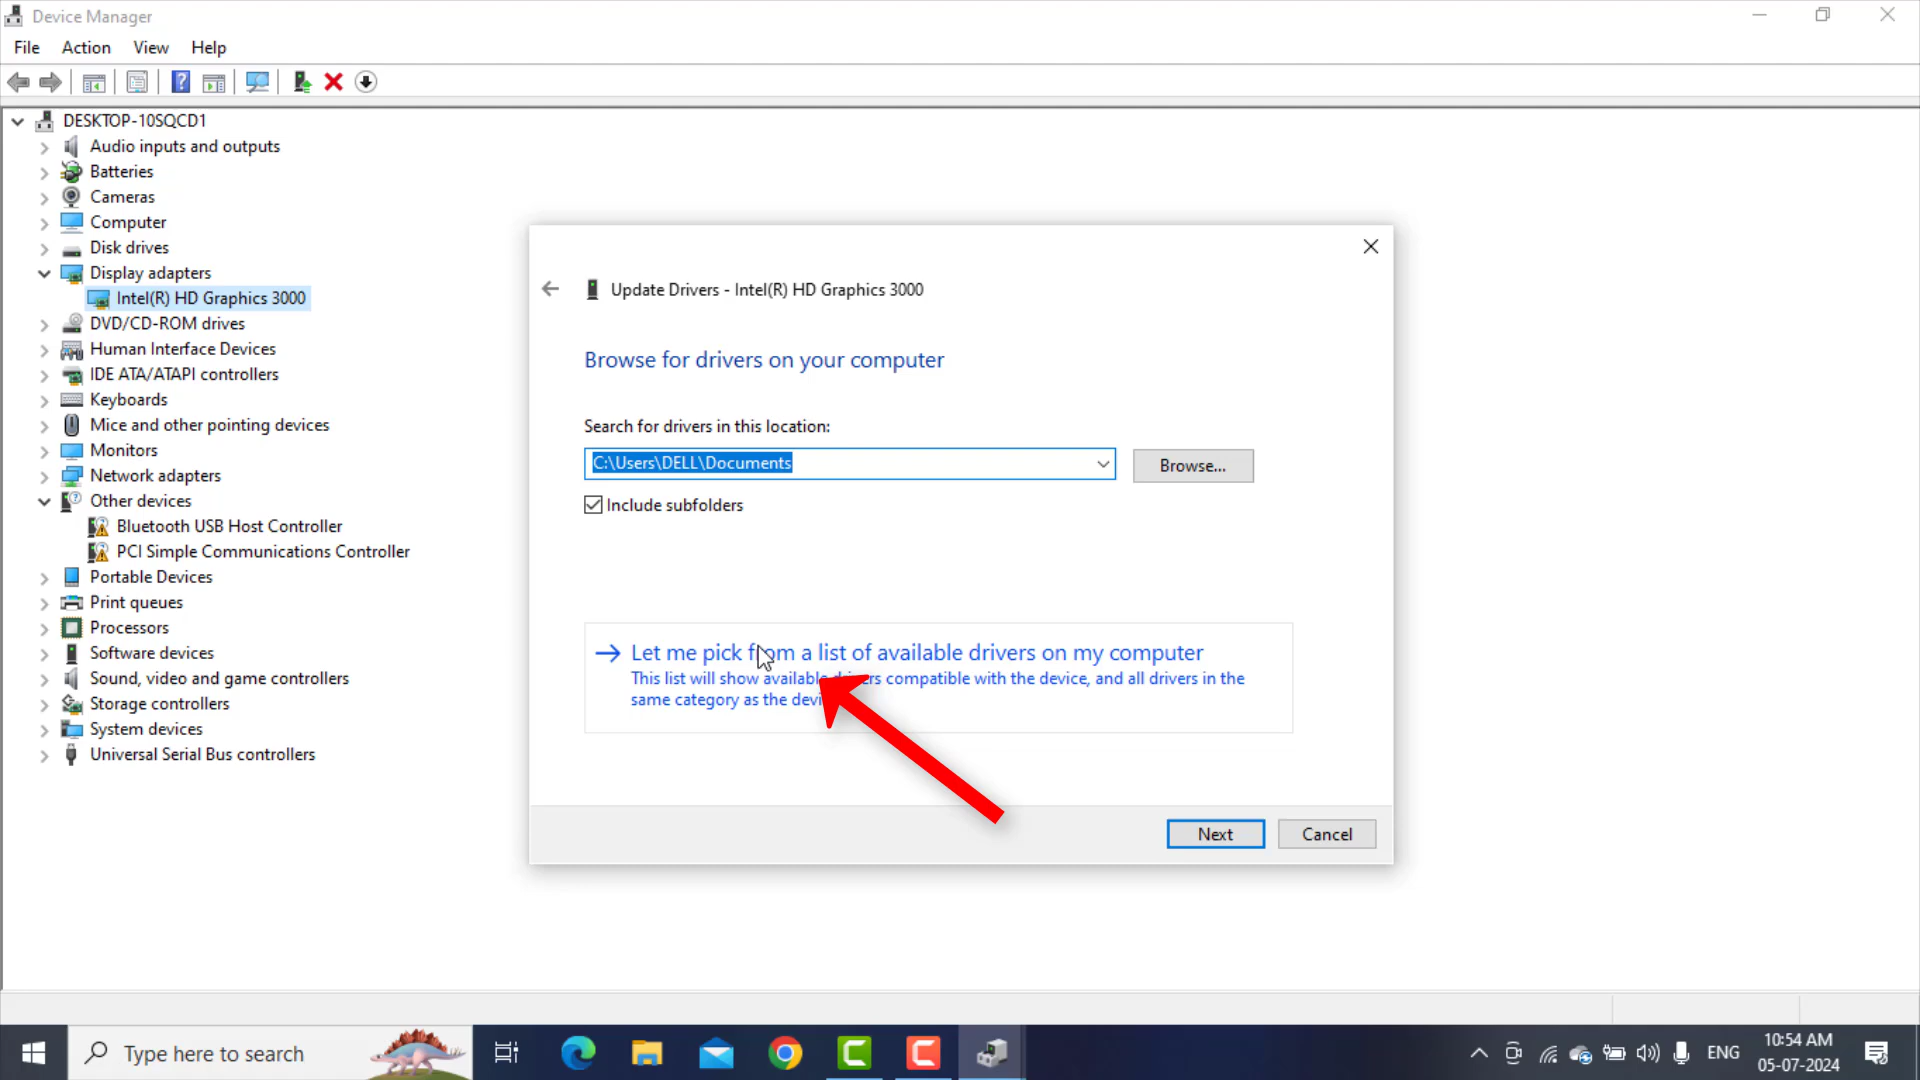 Device Manager
File Action View Help
DESKTOP-10SQCD1
Audio inputs and outputs
Batteries
Cameras
Computer
Disk drives
Display adapters
Intel(R) HD Graphics 3000
DVD/CD-ROM drives
Human Interface Devices
IDE ATA/ATAPI controllers
Keyboards
Mice and other pointing devices
Monitors
Network adapters
Other devices
Bluetooth USB Host Controller
PCI Simple Communications Controller
Portable Devices
Print queues
Processors
Software devices
Sound, video and game controllers
Storage controllers
System devices
Universal Serial Bus controllers
Update Drivers - Intel(R) HD Graphics 3000
Browse for drivers on your computer
Search for drivers in this location:
C:\Users\DELL\Documents
Browse...
Include subfolders
Let me pick from a list of available drivers on my computer
This list will show available drivers compatible with the device, and all drivers in the
same category as the
Next Cancel
Type here to search
ENG
10:54 AM
05-07-2024